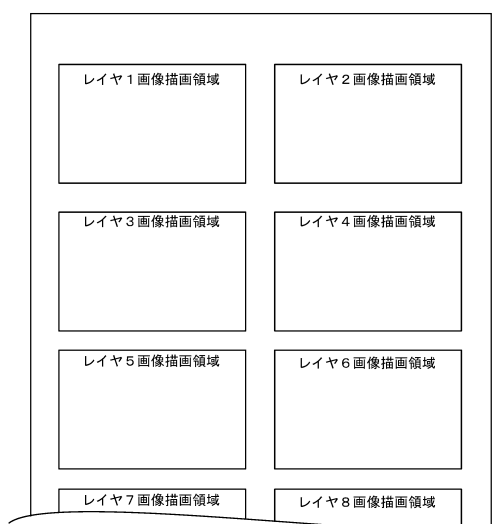 レイヤ１画像描画領域
レイヤ２画像描画領域
レイヤ３画像描画領域
レイヤ４画像描画領域
レイヤ５画像描画領域
レイヤ６画像描画領域
レイヤ７画像描画領域
レイヤ８画像描画領域